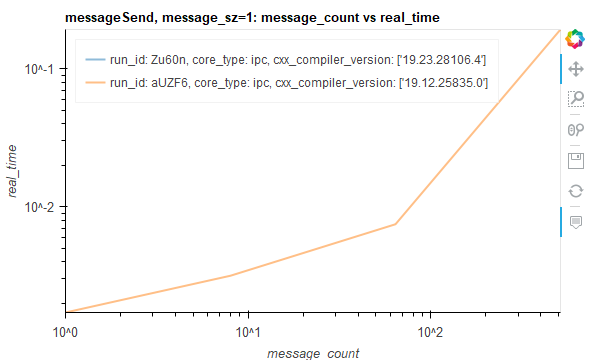 messageSend, message_sz=1: message_count vs real_time
run_id: Zu60n, core_type: ipc, cxx_compiler_version: ['19.23.28106.4']
run_id: aUZF6, core_type: ipc, cxx_compiler_version: ['19.12.25835.0']
10^-1
10^-2
real_time
10^0 10^1 10^2
message_count